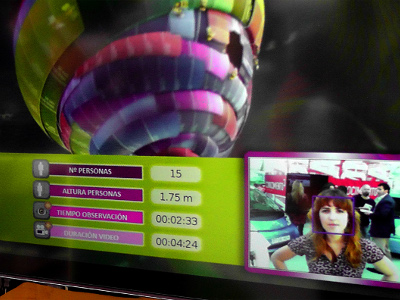 Nº PERSONAS 15
ALTURA PERSONAS 1.75 m
TIEMPO OBSERVACIÓN 00:02:33
DURACIÓN VIDEO 00:04:24